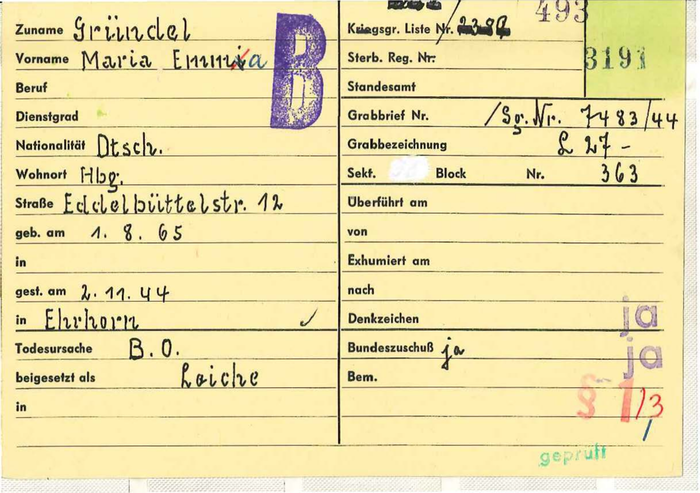 Zuname Gründel
Vorname Maria Emma
Beruf
Dienstgrad
Nationalität Dtsch.
Wohnort Hbg.
Straße Eddelbüttelstr. 12
geb. am 1. 8. 65
in
gest. am 2. 11. 44
in Ehrhorn
Todesursache B. O.
beigesetzt als Leiche
in
B
493
Kriegsgr. Liste Nr.
Sterb. Reg. Nr.
3191
Standesamt
Grabbrief Nr. /Sg. Nr. 7483/44
Grabbezeichnung L 27 -
Sekt. Block Nr. 363
Überführt am
von
Exhumiert am
nach
Denkzeichen ja
Bundeszuschuß ja ja
Bem.
§ 1/3
geprüft